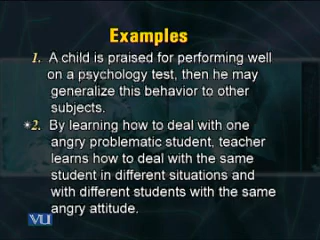 Examples
1. A child is praised for performing well
on a psychology test, then he may
generalize this behavior to other
subjects.
*2. By learning how to deal with one
angry problematic student, teacher
learns how to deal with the same
student in different situations and
with different students with the same
angry attitude.
VU